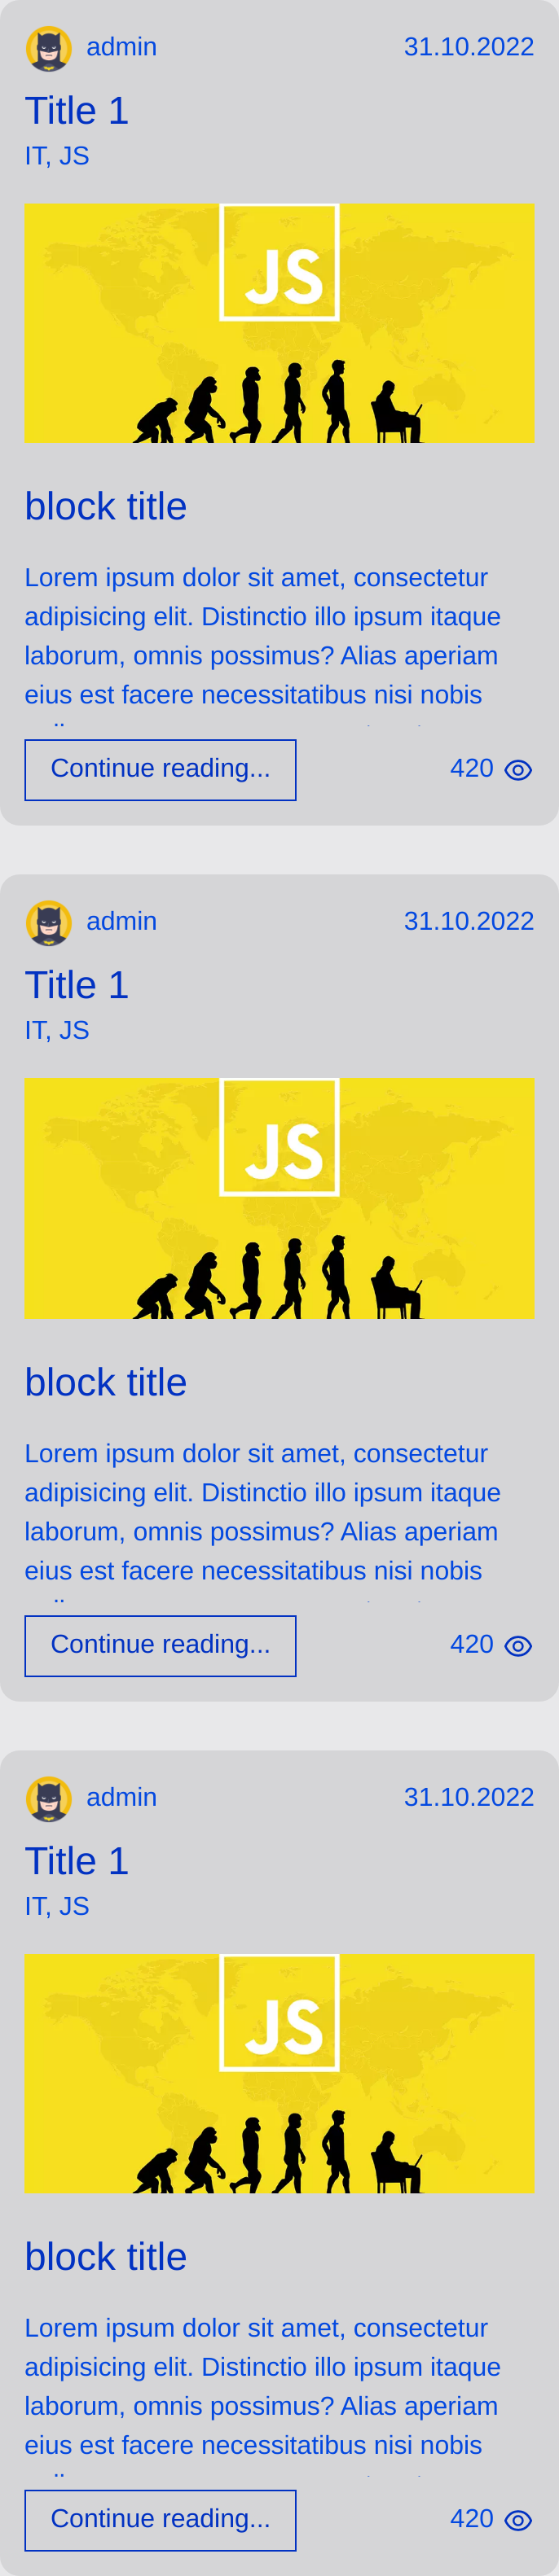 admin 31.10.2022
Title 1
IT, JS
JS
block title
Lorem ipsum dolor sit amet, consectetur
adipisicing elit. Distinctio illo ipsum itaque
laborum, omnis possimus? Alias aperiam
eius est facere necessitatibus nisi nobis
Continue reading... 420
admin 31.10.2022
Title 1
IT, JS
JS
block title
Lorem ipsum dolor sit amet, consectetur
adipisicing elit. Distinctio illo ipsum itaque
laborum, omnis possimus? Alias aperiam
eius est facere necessitatibus nisi nobis
Continue reading... 420
admin 31.10.2022
Title 1
IT, JS
JS
block title
Lorem ipsum dolor sit amet, consectetur
adipisicing elit. Distinctio illo ipsum itaque
laborum, omnis possimus? Alias aperiam
eius est facere necessitatibus nisi nobis
Continue reading... 420